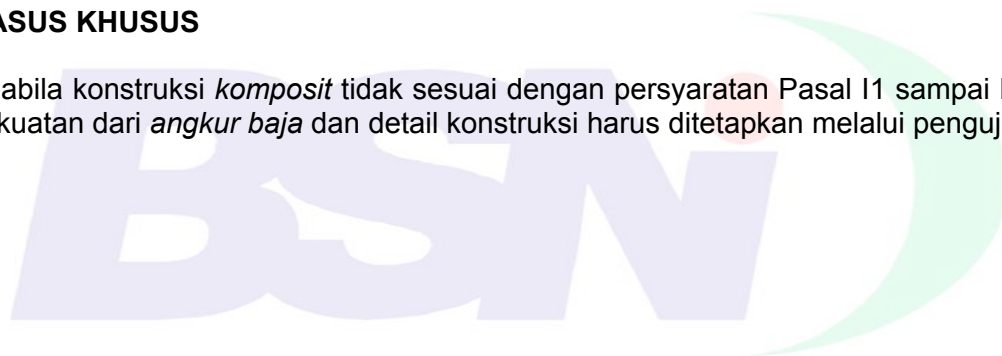 ASUS KHUSUS
abila konstruksi komposit tidak sesuai dengan persyaratan Pasal I1 sampai
kuatan dari angkur baja dan detail konstruksi harus ditetapkan melalui penguj
BSN